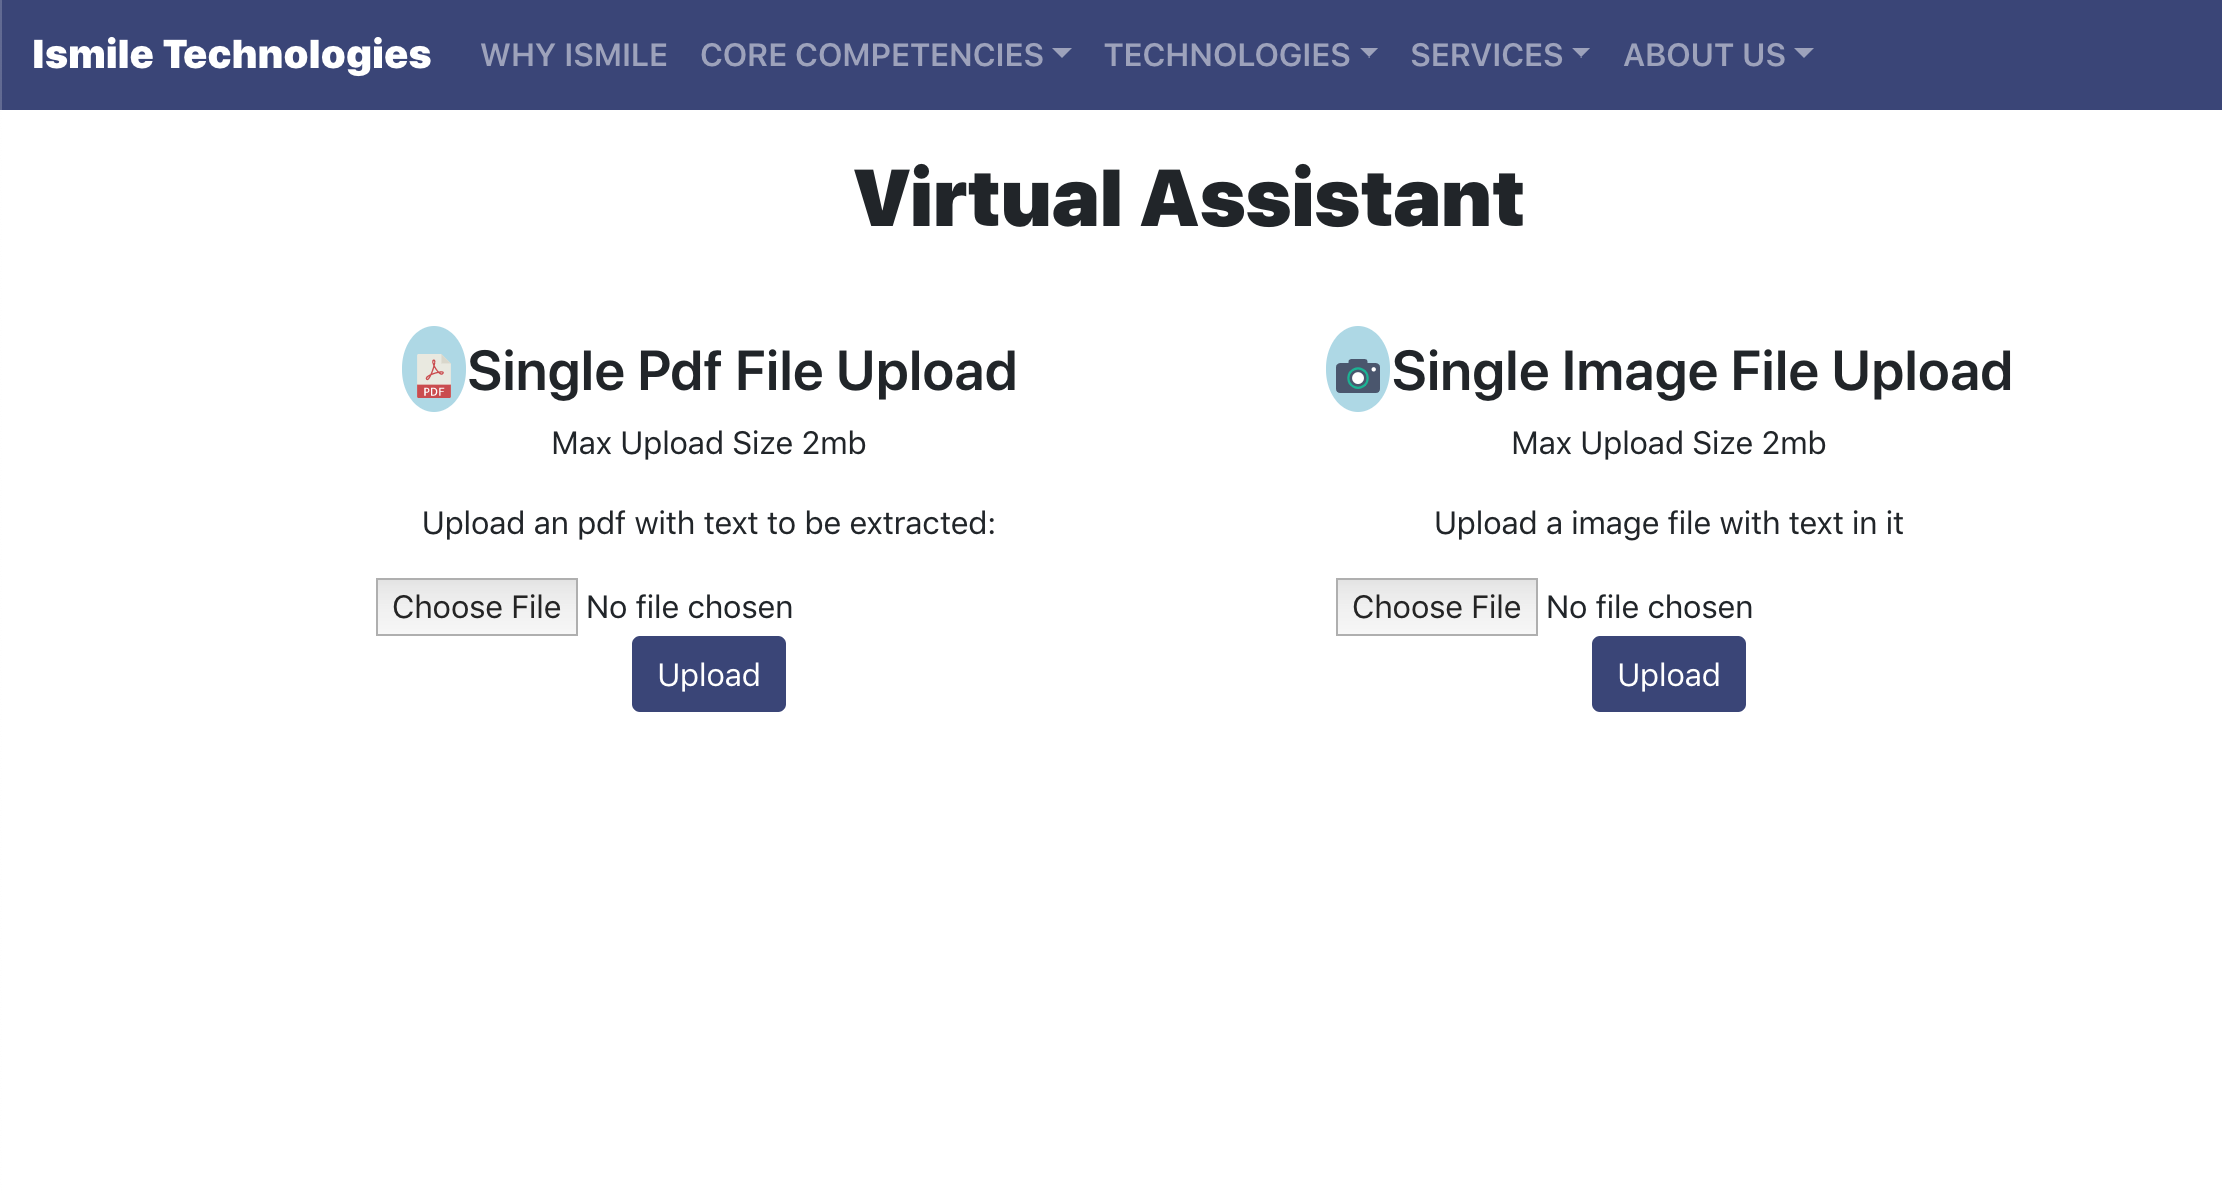 Ismile Technologies WHY ISMILE CORE COMPETENCIES TECHNOLOGIES SERVICES ABOUT US
Virtual Assistant
PDF Single Pdf File Upload
Max Upload Size 2mb
Upload an pdf with text to be extracted:
Choose File No file chosen
Upload
Single Image File Upload
Max Upload Size 2mb
Upload a image file with text in it
Choose File No file chosen
Upload